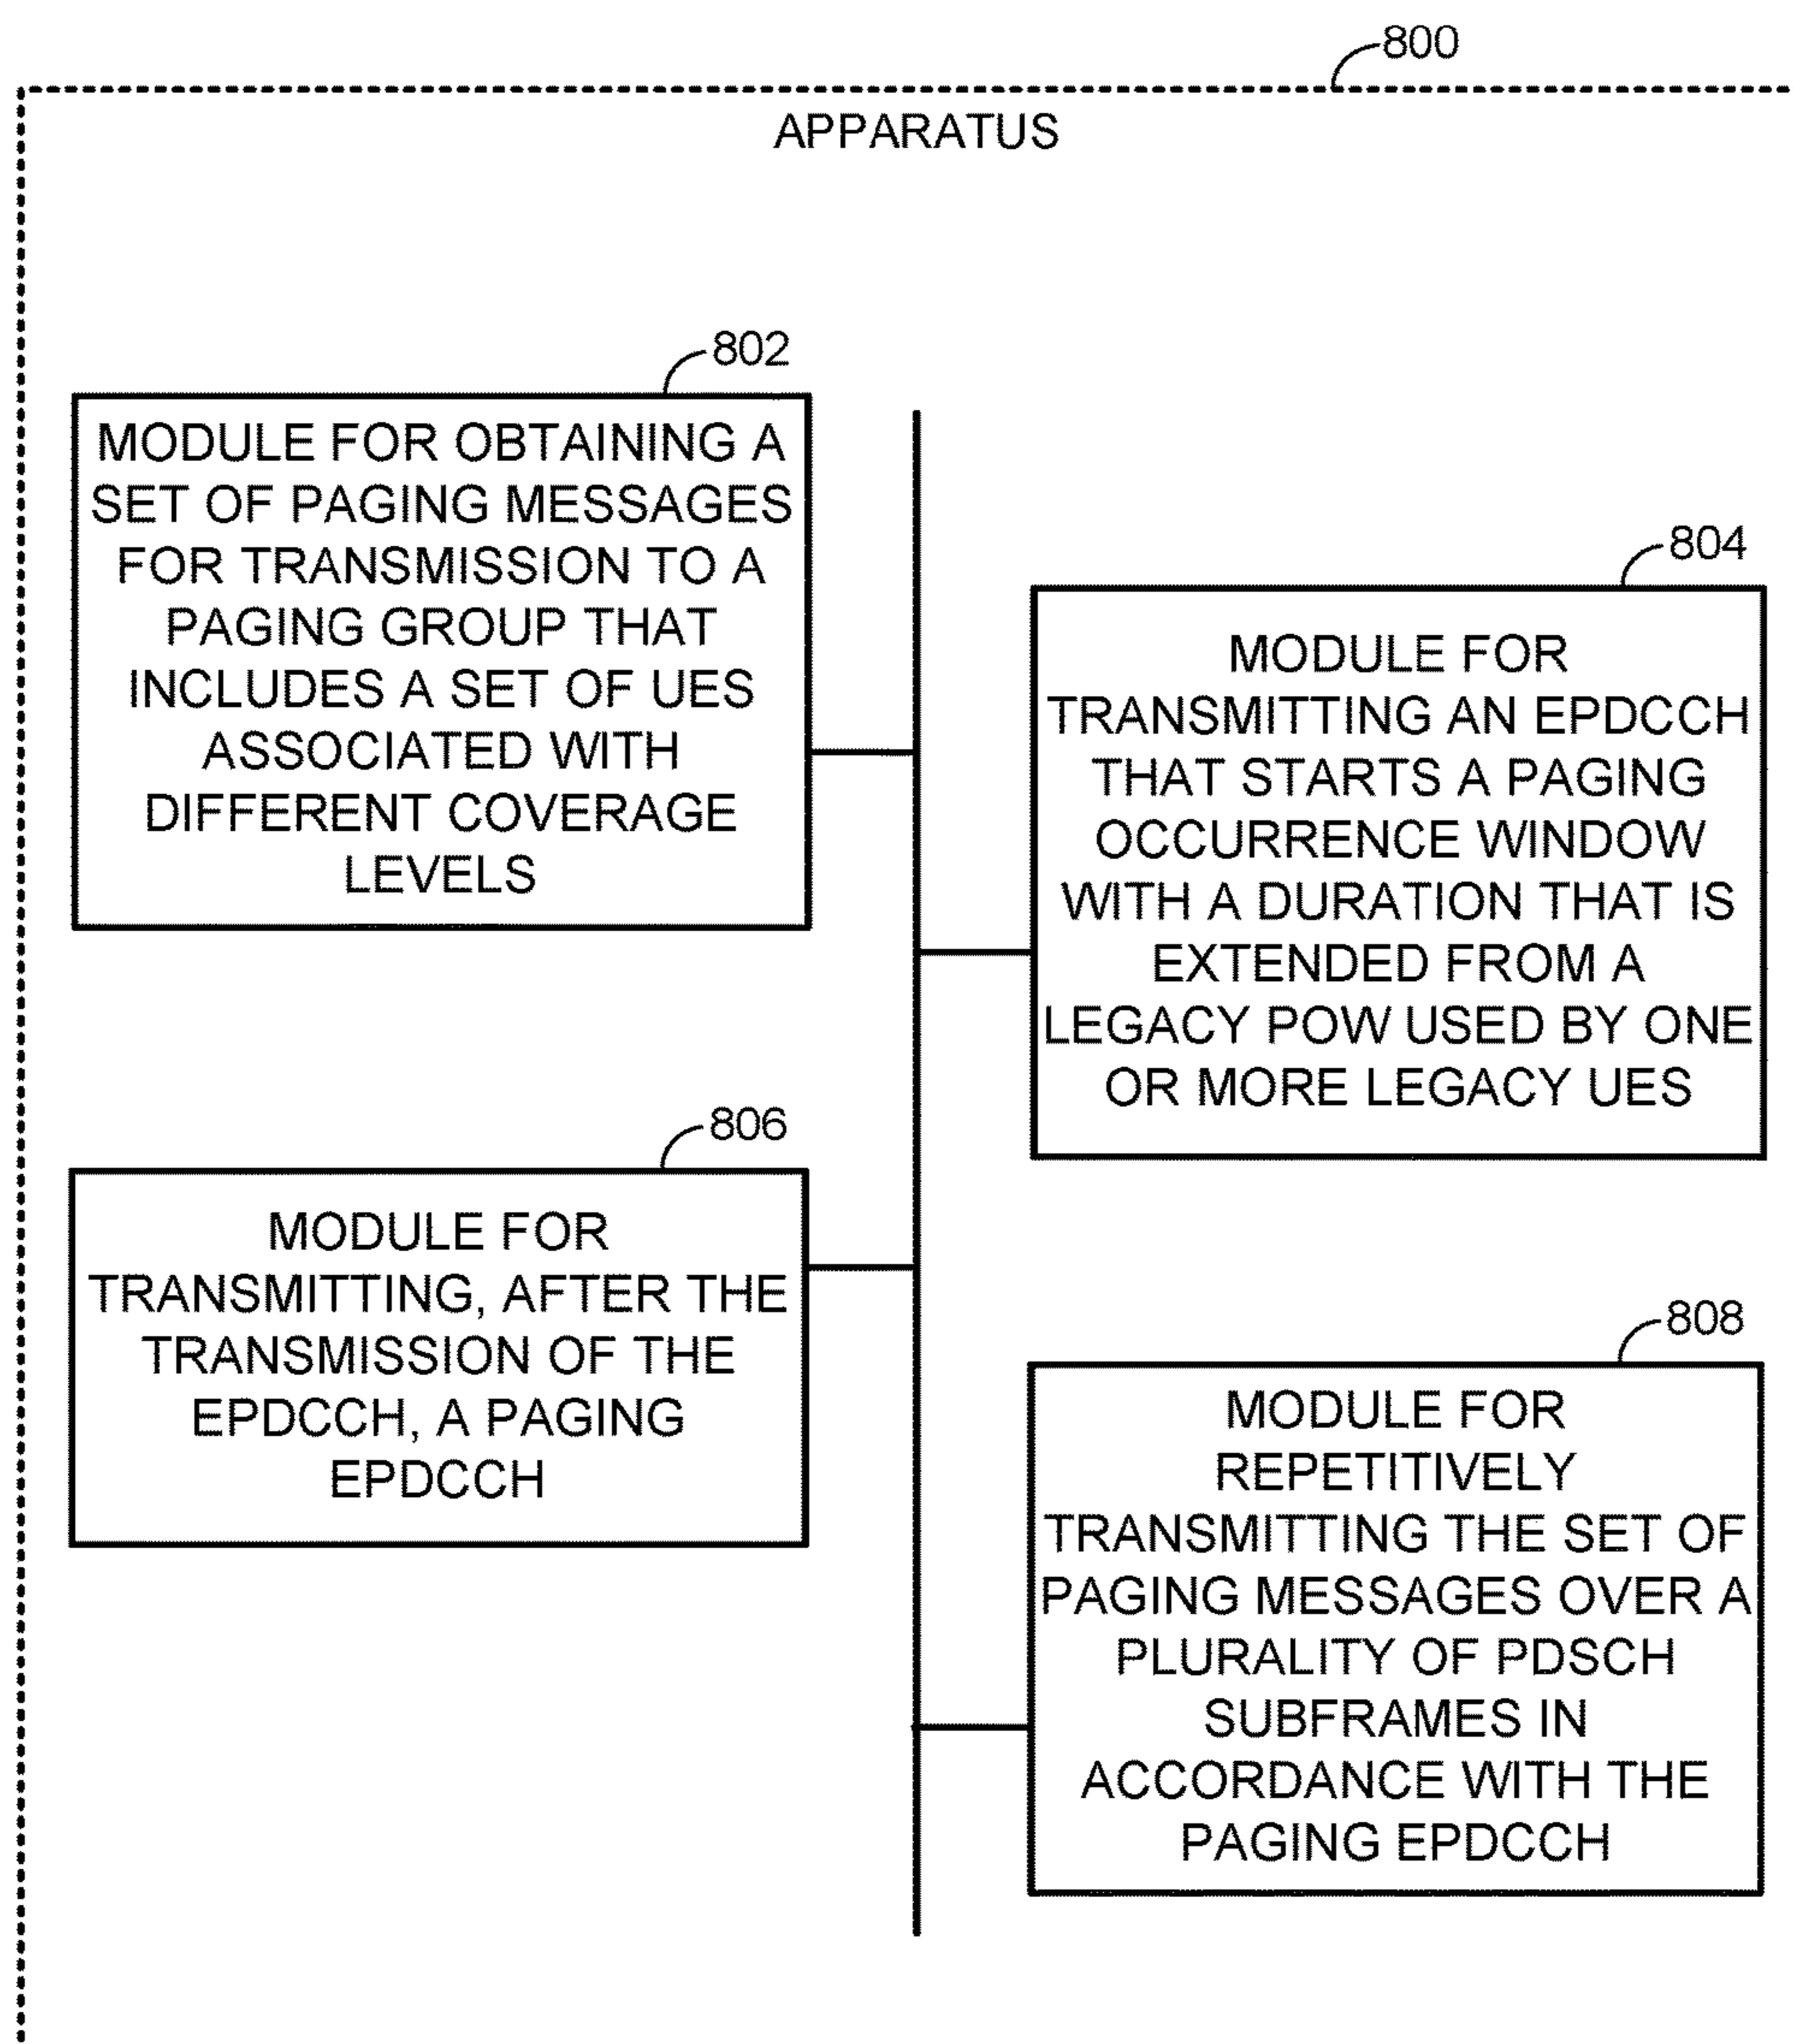 800
APPARATUS
802
MODULE FOR OBTAINING A
SET OF PAGING MESSAGES
FOR TRANSMISSION TO A
PAGING GROUP THAT
INCLUDES A SET OF UES
ASSOCIATED WITH
DIFFERENT COVERAGE
LEVELS
804
MODULE FOR
TRANSMITTING AN EPDCCH
THAT STARTS A PAGING
OCCURRENCE WINDOW
WITH A DURATION THAT IS
EXTENDED FROM A
LEGACY POW USED BY ONE
OR MORE LEGACY UES
806
MODULE FOR
TRANSMITTING, AFTER THE
TRANSMISSION OF THE
EPDCCH, A PAGING
EPDCCH
808
MODULE FOR
REPETITIVELY
TRANSMITTING THE SET OF
PAGING MESSAGES OVER A
PLURALITY OF PDSCH
SUBFRAMES IN
ACCORDANCE WITH THE
PAGING EPDCCH